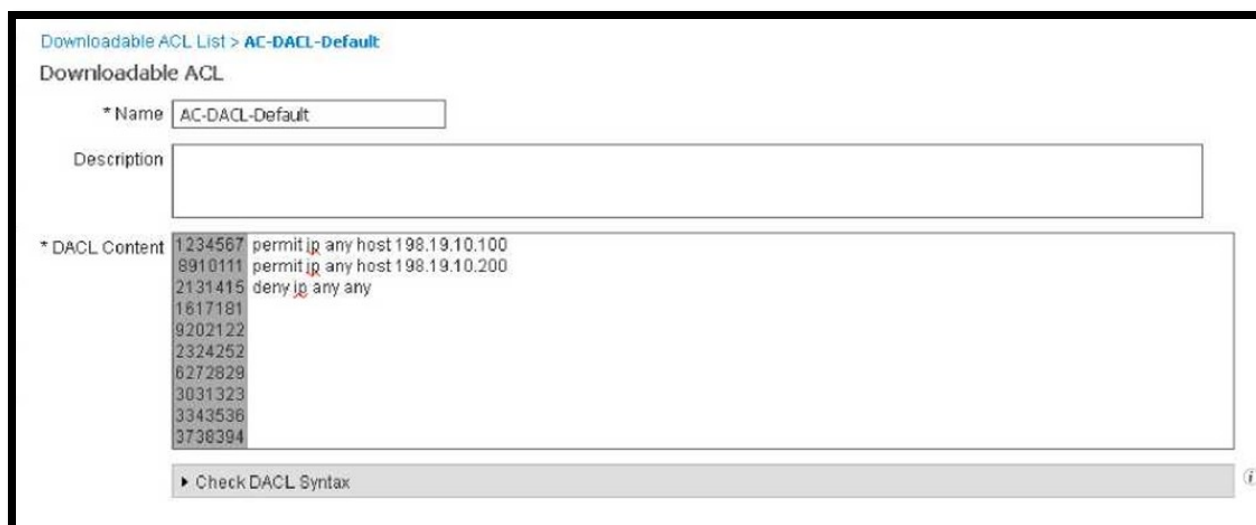 Downloadable ACL List > AC-DACL-Default
Downloadable ACL
* Name AC-DACL-Default
Description
* DACL Content 1234567 permit ip any host 198.19.10.100
8910111 permit ip any host 198.19.10.200
2131415 deny ip any any
1617181
9202122
2324252
6272829
3031323
3343536
3738394
Check DACL Syntax
i